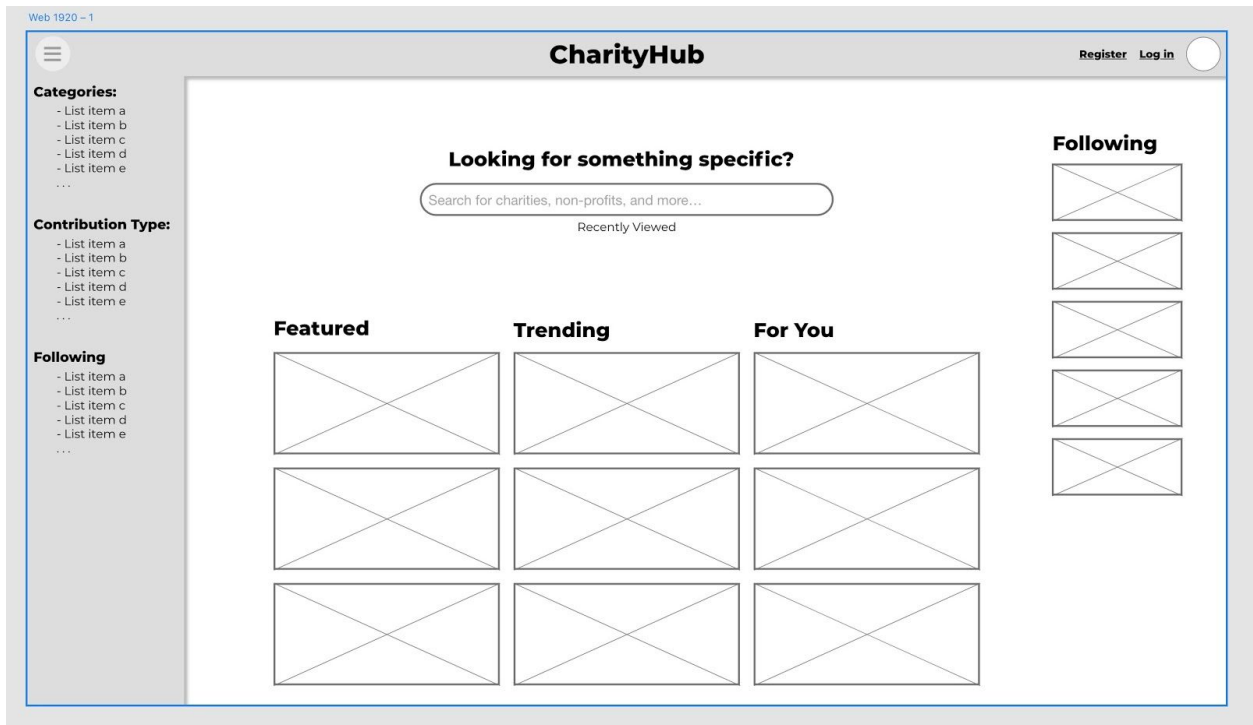 Web 1920 – 1
CharityHub
Register Log in
Categories:
- List item a
- List item b
- List item c
- List item d
- List item e
...
Contribution Type:
- List item a
- List item b
- List item c
- List item d
- List item e
...
Following
- List item a
- List item b
- List item c
- List item d
- List item e
...
Looking for something specific?
Search for charities, non-profits, and more...
Recently Viewed
Featured
Trending
For You
Following